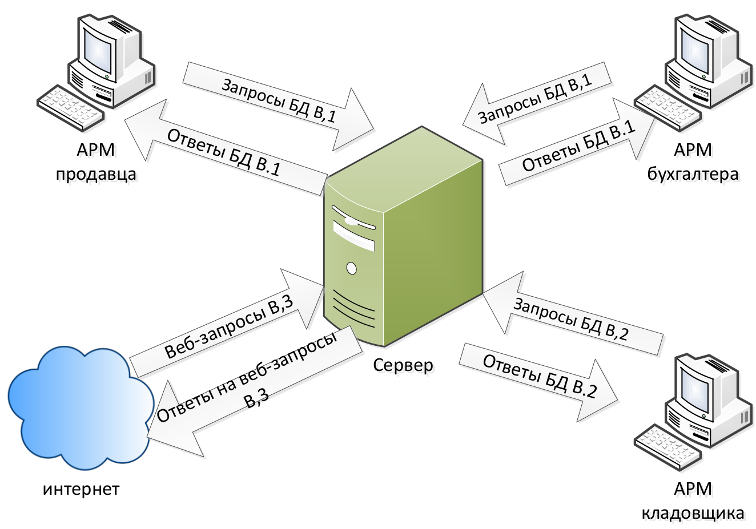 Запросы БД В,1
Ответы БД В.1
АРМ
продавца
Запросы БД В,1
Ответы БД В.1
АРМ
бухгалтера
Веб-запросы В,3
Ответы на веб-запросы
В,3
интернет
Сервер
Запросы БД В,2
Ответы БД В.2
АРМ
кладовщика